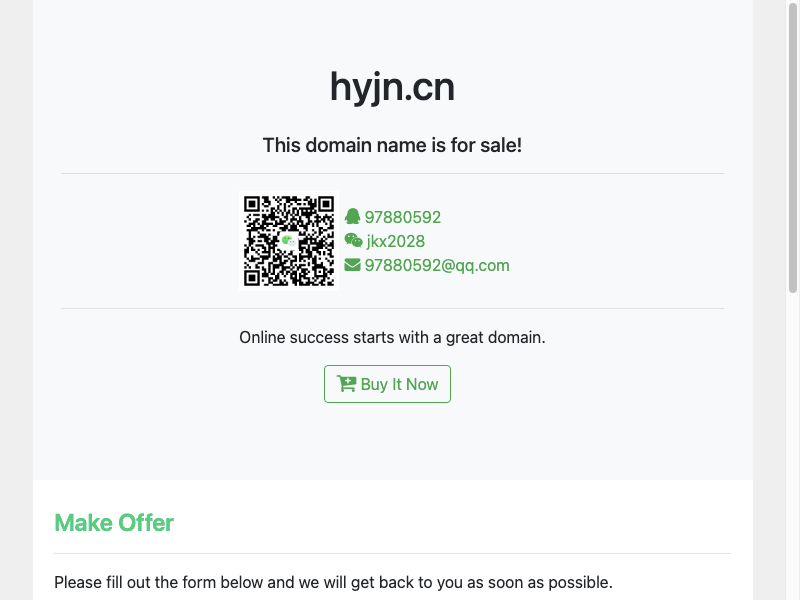 hyjn.cn
This domain name is for sale!
97880592
jkx2028
97880592@qq.com
Online success starts with a great domain.
Buy It Now
Make Offer
Please fill out the form below and we will get back to you as soon as possible.